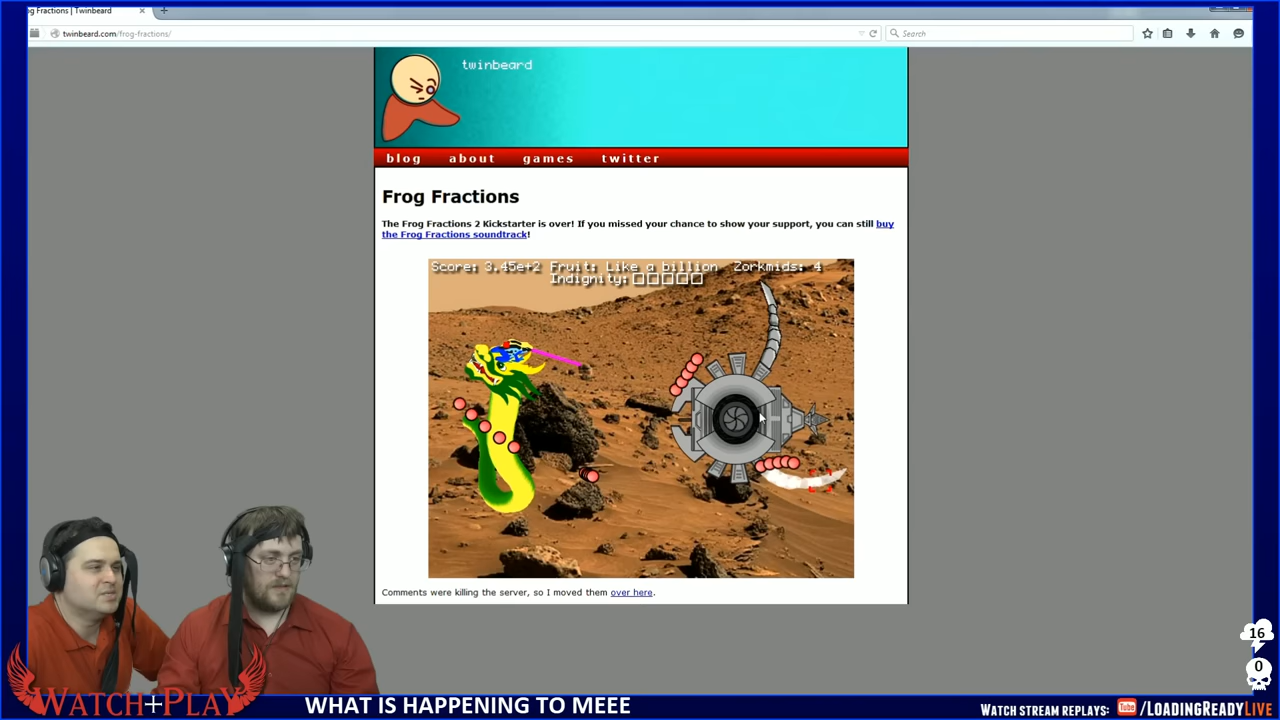 og Fractions | Twinbeard
twinbeard.com/frog-fractions/
Search
twinbeard
blog about games twitter
Frog Fractions
The Frog Fractions 2 Kickstarter is over! If you missed your chance to show your support, you can still buy
the Frog Fractions soundtrack!
Score: 3.45e+2 Fruit: Like a billion Zorkmids: 4
Indignity:
Comments were killing the server, so I moved them over here.
16
0
WATCH+PLAY
WHAT IS HAPPENING TO MEEE
WATCH STREAM REPLAYS: You Tube /LOADINGREADYLIVE